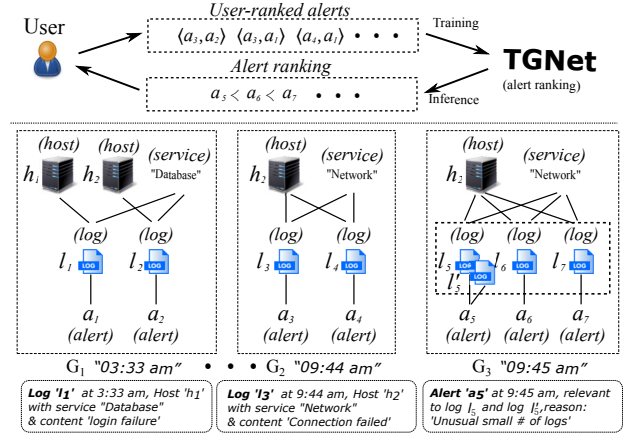 User-ranked alerts
User
⟨a3,a2⟩ ⟨a3,a1⟩ ⟨a4,a1⟩ • • •
Training
TGNet
(alert ranking)
Alert ranking
a5 < a6 < a7 • • •
Inference
(host) (host) (service)
h1 h2 "Database"
(log) (log)
l1 LOG l2 LOG
a1 a2
(alert) (alert)
(host) (service)
h2 "Network"
(log) (log)
l3 LOG l4 LOG
a3 a4
(alert) (alert)
(host) (service)
h2 "Network"
(log) (log) (log)
l5 LOG l'5 LOG l6 LOG l7 LOG
a5 a6 a7
(alert) (alert) (alert)
G1 "03:33 am" • • • G2 "09:44 am" G3 "09:45 am"
Log 'l1' at 3:33 am, Host 'h1'
with service "Database"
& content 'login failure'
Log 'l3' at 9:44 am, Host 'h2'
with service "Network"
& content 'Connection failed'
Alert 'a5' at 9:45 am, relevant
to log l5 and log l'5,reason:
'Unusual small # of logs'